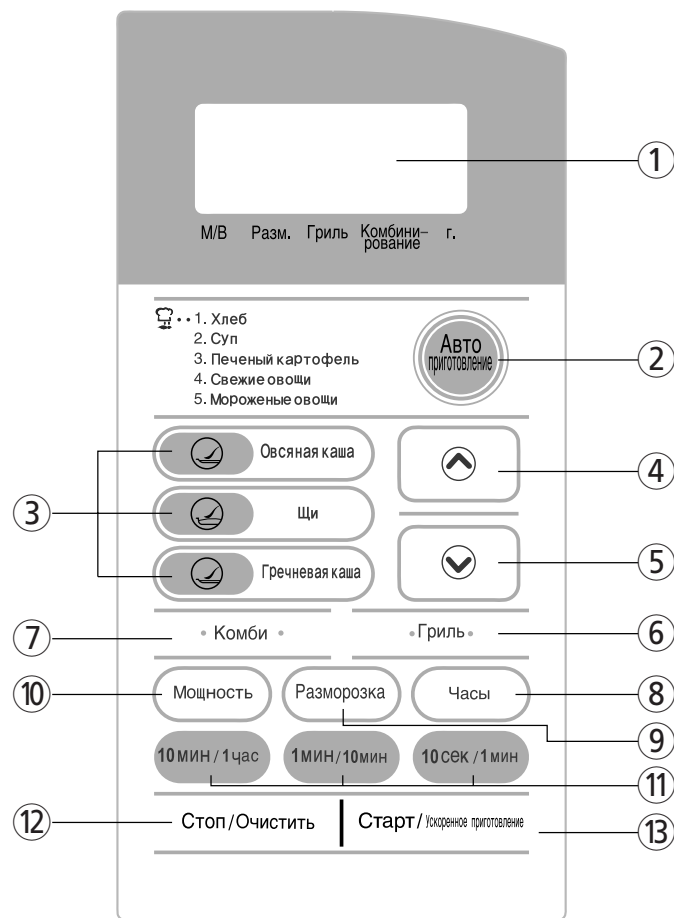 ①
М/В Разм. Гриль Комбини–
рование г.
1. Хлеб
2. Суп
3. Печеный картофель
4. Свежие овощи
5. Мороженые овощи
Авто
приготовление
②
Овсяная каша
④
③
Щи
Гречневая каша
⑤
⑦
• Комби •
• Гриль •
⑥
⑩
Мощность
Разморозка
Часы
⑧
⑨
10 мин / 1 час
1 мин / 10 мин
10 сек / 1 мин
⑪
⑫
Стоп/Очистить
Старт/Ускоренное приготовление
⑬